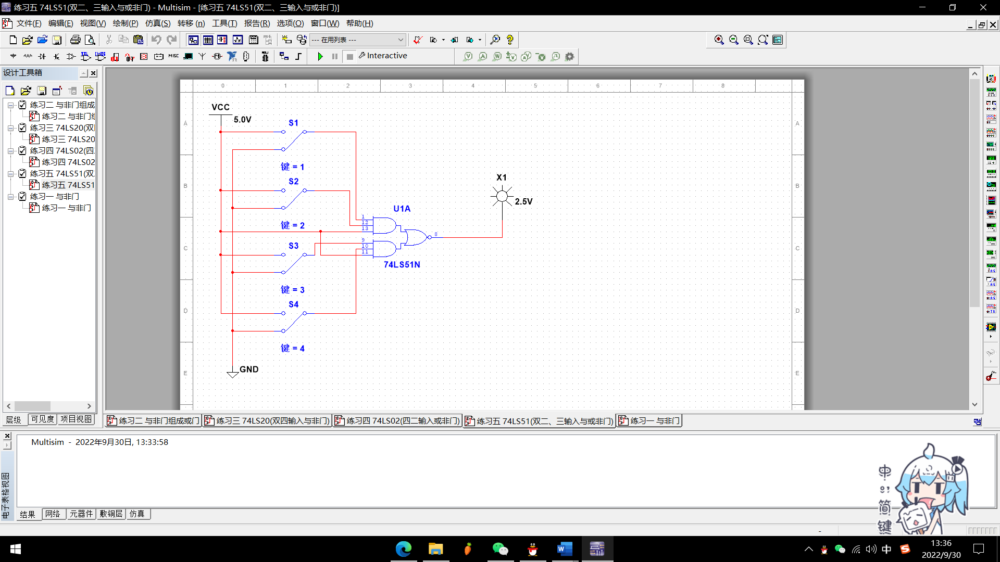 练习五 74LS51(双二、三输入与或非门) - Multisim - [练习五 74LS51(双二、三输入与或非门)]
文件(F) 编辑(E) 视图(V) 绘制(P) 仿真(S) 转移 (n) 工具(T) 报告(R) 选项(O) 窗口(W) 帮助(H)
--- 在用列表 ---
MISC
Interactive
设计工具箱
练习二 与非门组成
练习二 与非门组
练习三 74LS20(双
练习三 74LS20
练习四 74LS02(四
练习四 74LS02
练习五 74LS51(双
练习五 74LS51
练习一 与非门
练习一 与非门
层级 可见度 项目视图
0 1 2 3 4 5 6 7 8
A
B
C
D
E
A
B
C
D
E
VCC
5.0V
S1
键 = 1
S2
键 = 2
S3
键 = 3
S4
键 = 4
GND
U1A
1
12
13
9
10
11
8
74LS51N
X1
2.5V
练习二 与非门组成或门 练习三 74LS20(双四输入与非门) 练习四 74LS02(四二输入或非门) 练习五 74LS51(双二、三输入与或非门) 练习一 与非门
Multisim - 2022年9月30日, 13:33:58
电子表格视图
结果 网络 元器件 敷铜层 仿真
-
中
简
键
中
13:36
2022/9/30